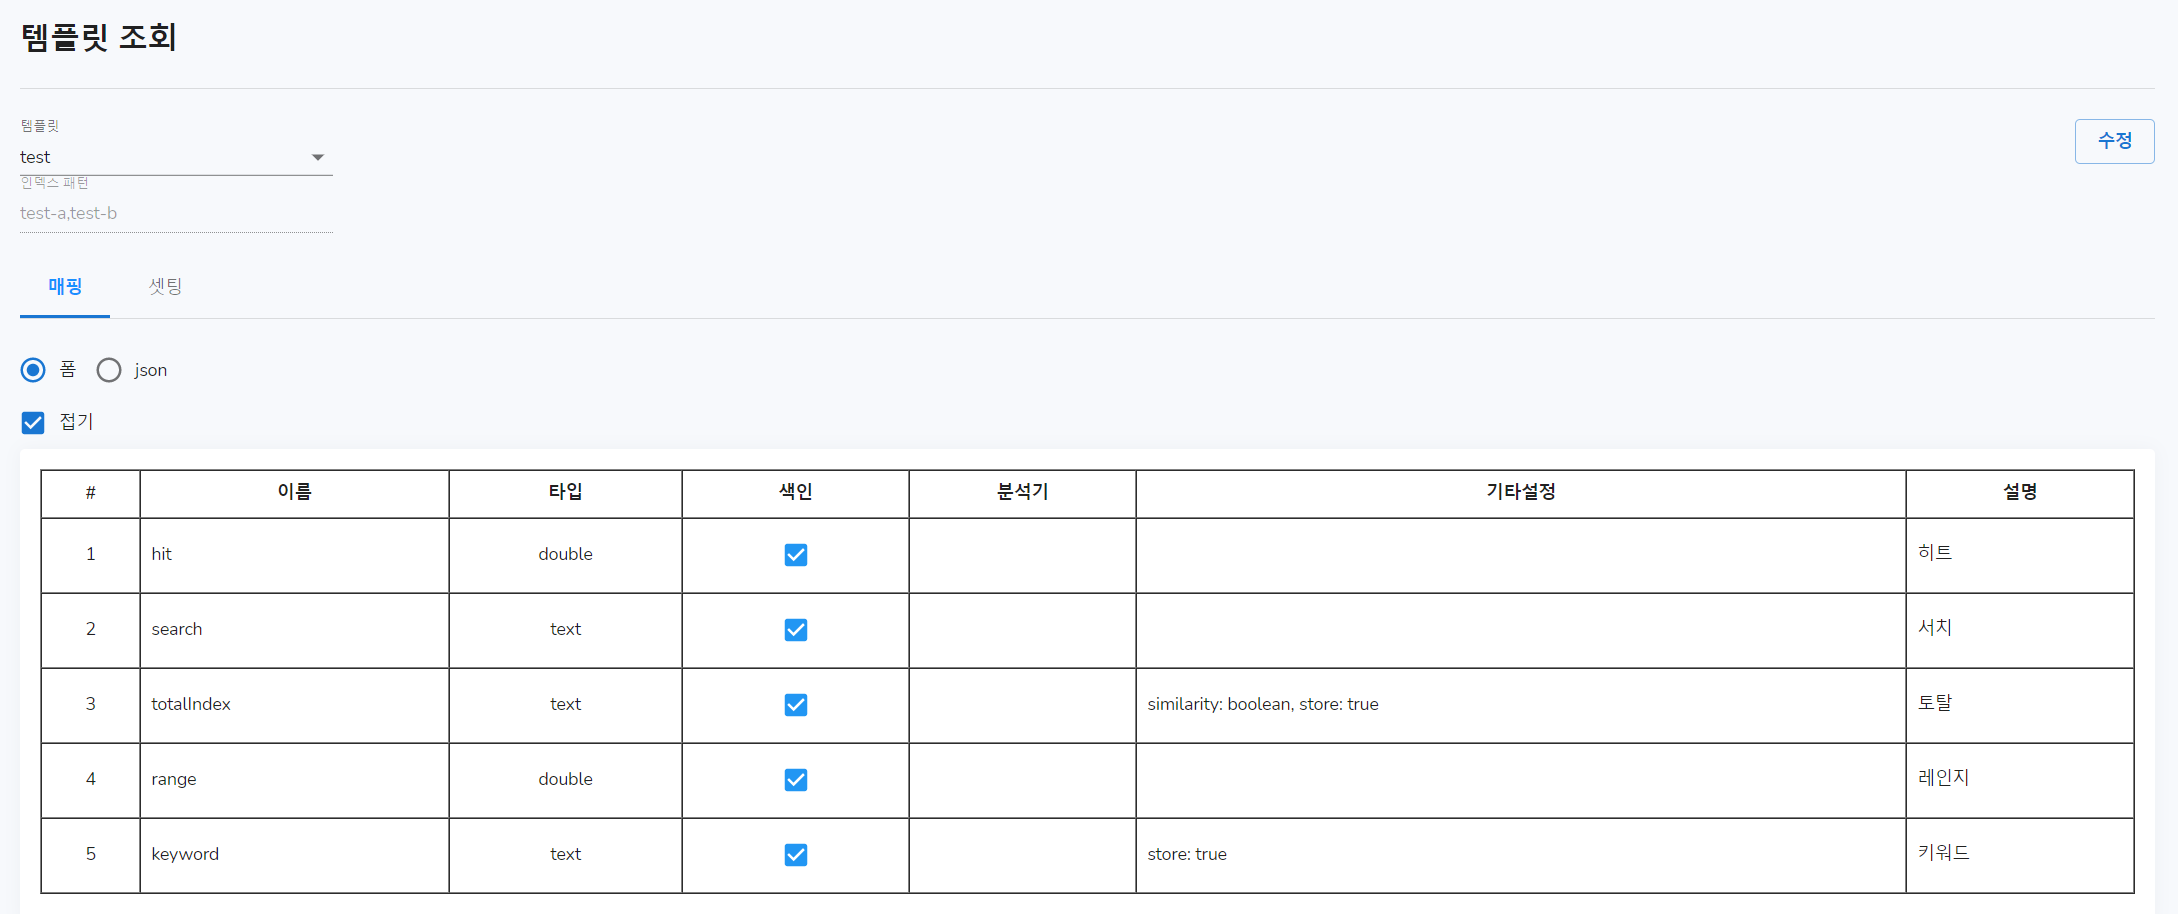 템플릿 조회
템플릿
test
수정
인덱스 패턴
test-a,test-b
매핑 셋팅
폼 json
접기
# 이름 타입 색인 분석기 기타설정 설명
1 hit double 히트
2 search text 서치
3 totalIndex text similarity: boolean, store: true 토탈
4 range double 레인지
5 keyword text store: true 키워드